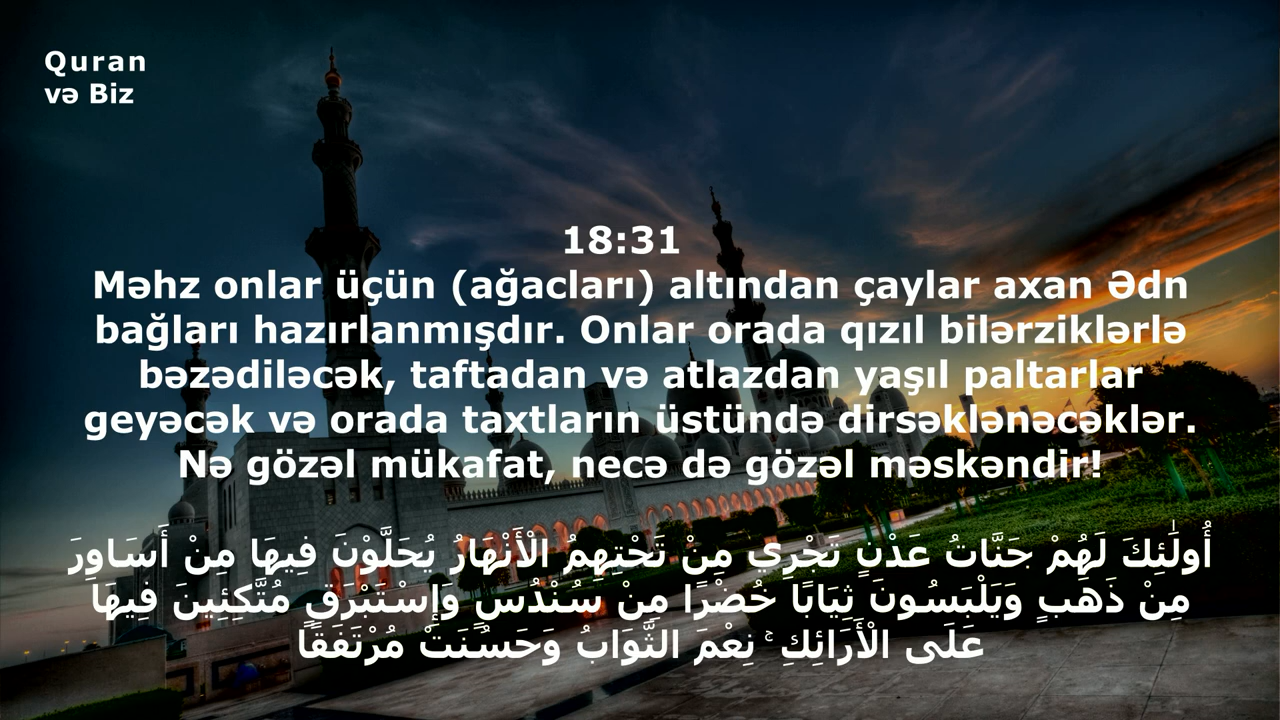 Quran
və Biz
18:31
Məhz onlar üçün (ağacları) altından çaylar axan Ədn
bağları hazırlanmışdır. Onlar orada qızıl bilərziklərlə
bəzədiləcək, taftadan və atlazdan yaşıl paltarlar
geyəcək və orada taxtların üstündə dirsəklənəcəklər.
Nə gözəl mükafat, necə də gözəl məskəndir!
أُولَٰئِكَ لَهُمْ جَنَّاتُ عَدْنٍ تَجْرِي مِنْ تَحْتِهِمُ الْأَنْهَارُ يُحَلَّوْنَ فِيهَا مِنْ أَسَاوِرَ
مِنْ ذَهَبٍ وَيَلْبَسُونَ ثِيَابًا خُضْرًا مِنْ سُنْدُسٍ وَإِسْتَبْرَقٍ مُتَّكِئِينَ فِيهَا
عَلَى الْأَرَائِكِ ۚ نِعْمَ الثَّوَابُ وَحَسُنَتْ مُرْتَفَقًا